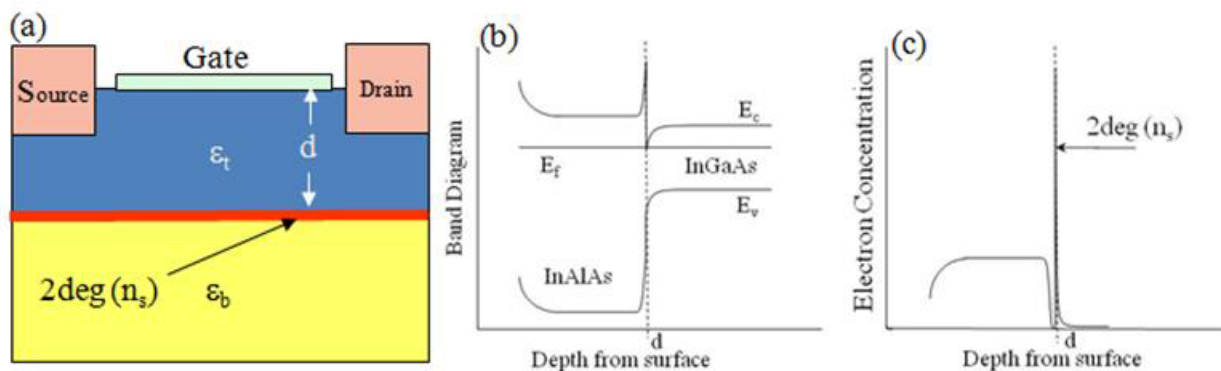 (a)
Gate
Source
Drain
εt
d
2deg (ns)
εb
(b)
Band Diagram
Ec
Ef
InGaAs
Ev
InAlAs
d
Depth from surface
(c)
Electron Concentration
2deg (ns)
d
Depth from surface